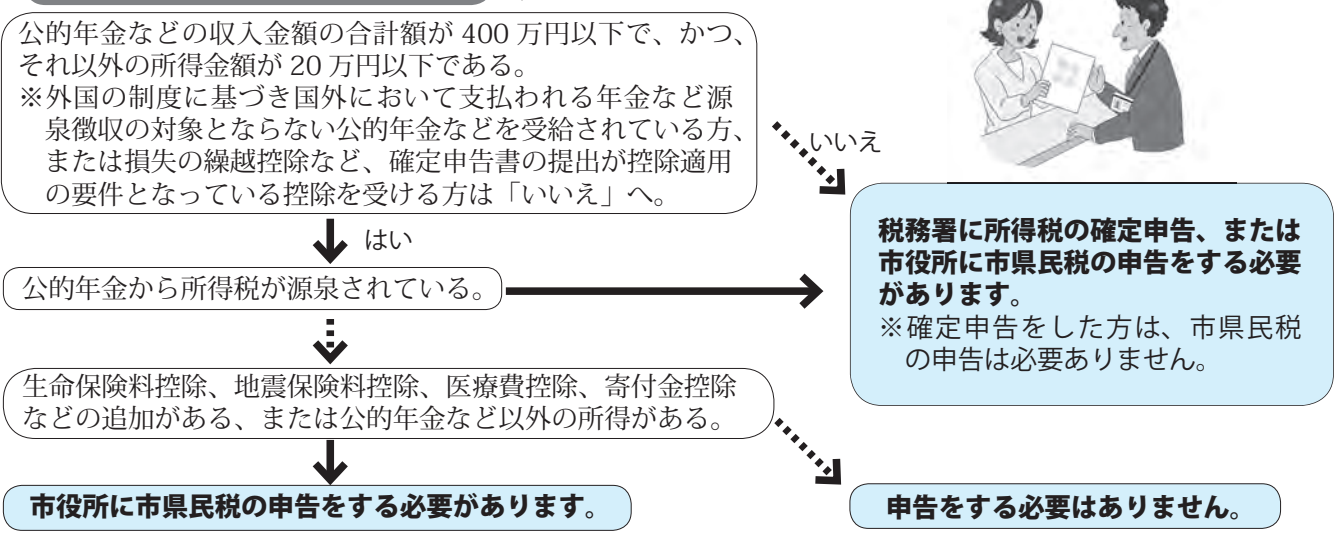 公的年金などの収入金額の合計額が 400 万円以下で、かつ、
それ以外の所得金額が 20 万円以下である。
※外国の制度に基づき国外において支払われる年金など源
泉徴収の対象とならない公的年金などを受給されている方、
または損失の繰越控除など、確定申告書の提出が控除適用
の要件となっている控除を受ける方は「いいえ」へ。
いいえ
はい
公的年金から所得税が源泉されている。
税務署に所得税の確定申告、または
市役所に市県民税の申告をする必要
があります。
※確定申告をした方は、市県民税
の申告は必要ありません。
生命保険料控除、地震保険料控除、医療費控除、寄付金控除
などの追加がある、または公的年金など以外の所得がある。
市役所に市県民税の申告をする必要があります。
申告をする必要はありません。